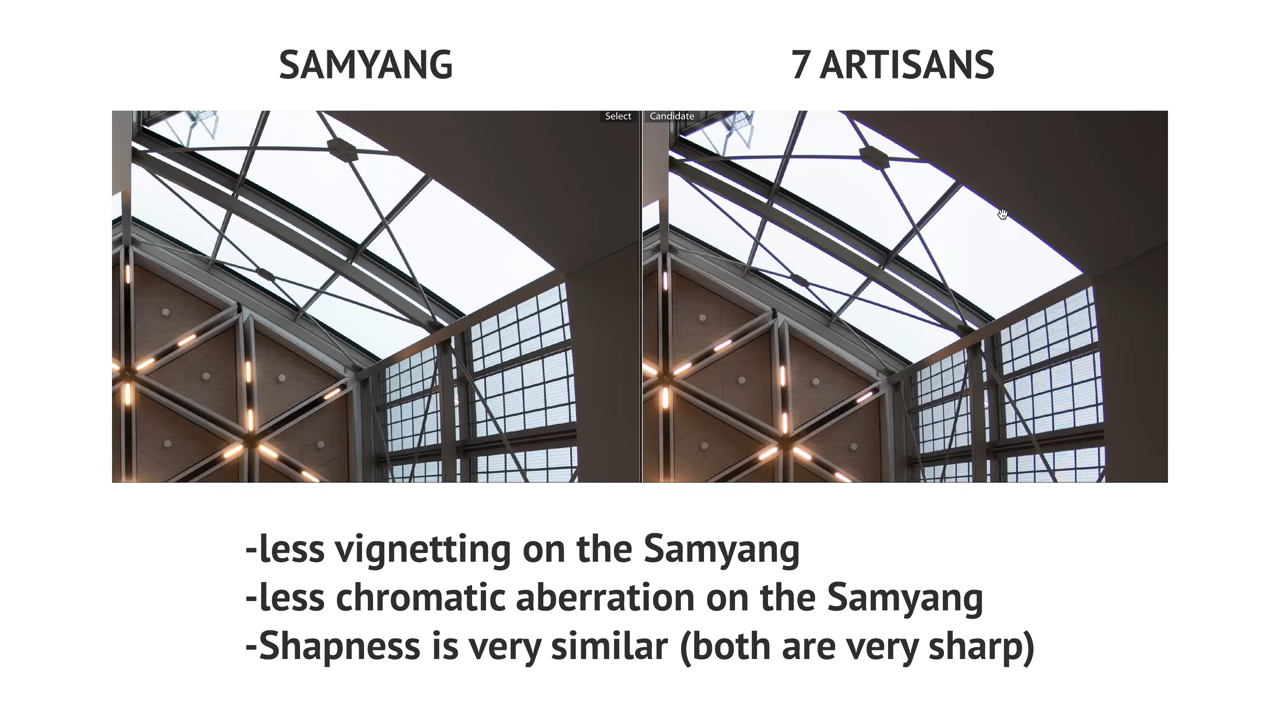 SAMYANG
7 ARTISANS
Select
Candidate
-less vignetting on the Samyang
-less chromatic aberration on the Samyang
-Shapness is very similar (both are very sharp)